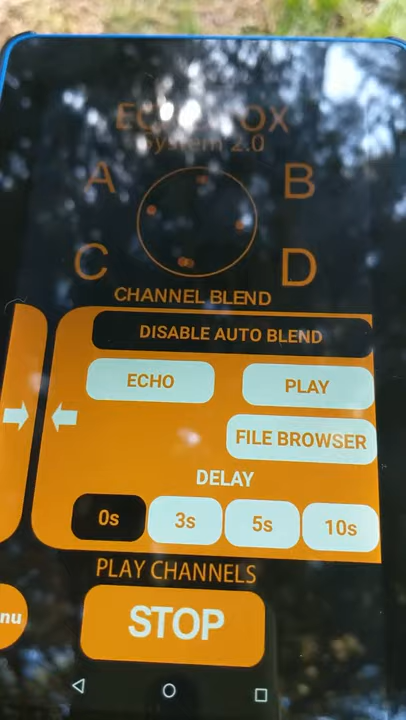 System 2.0
A B
C D
CHANNEL BLEND
DISABLE AUTO BLEND
ECHO PLAY
FILE BROWSER
DELAY
0s 3s 5s 10s
PLAY CHANNELS
nu STOP